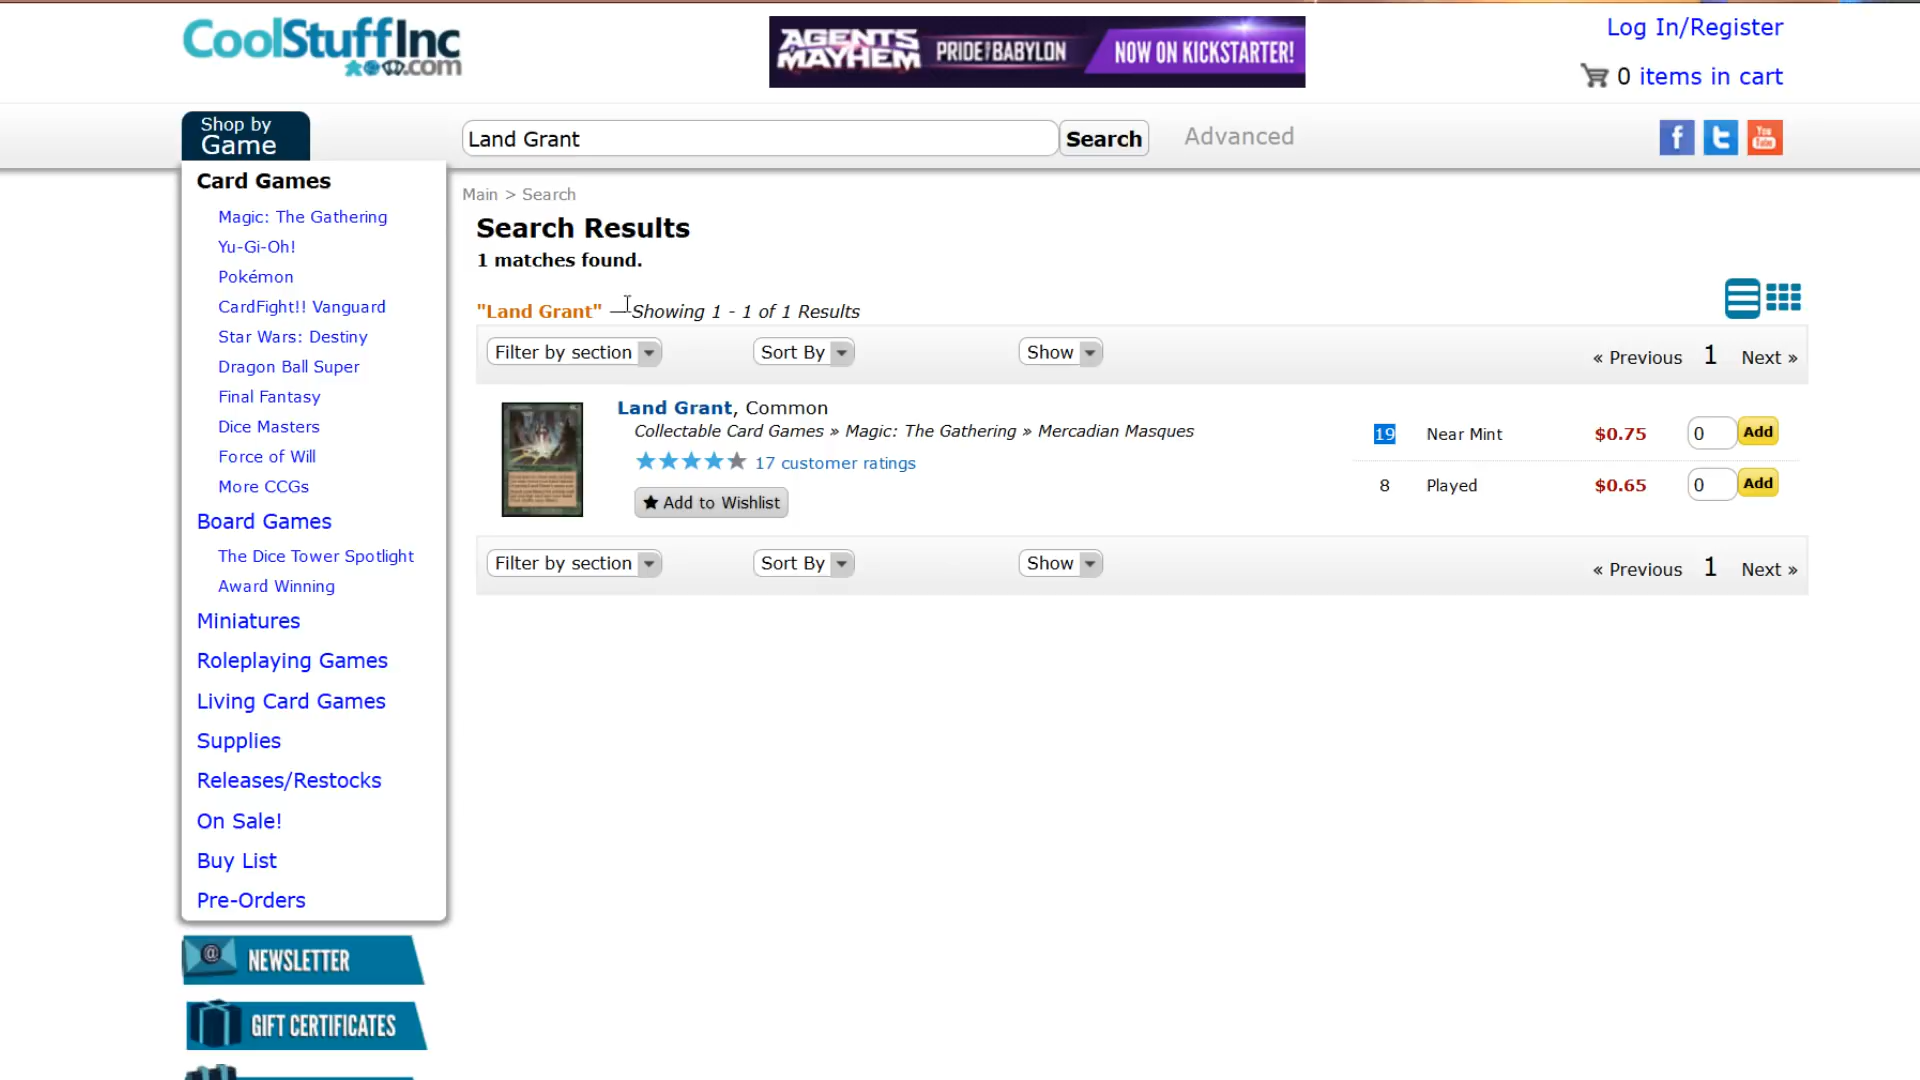 CoolStuffInc
.com
AGENTS
MAYHEM
PRIDE OF BABYLON
NOW ON KICKSTARTER!
Log In/Register
0 items in cart
Shop by
Game
Land Grant
Search
Advanced
f
t
You
Tube
Card Games
Magic: The Gathering
Yu-Gi-Oh!
Pokémon
CardFight!! Vanguard
Star Wars: Destiny
Dragon Ball Super
Final Fantasy
Dice Masters
Force of Will
More CCGs
Board Games
The Dice Tower Spotlight
Award Winning
Miniatures
Roleplaying Games
Living Card Games
Supplies
Releases/Restocks
On Sale!
Buy List
Pre-Orders
@ NEWSLETTER
GIFT CERTIFICATES
Main > Search
Search Results
1 matches found.
"Land Grant" — Showing 1 - 1 of 1 Results
Filter by section Sort By Show « Previous 1 Next »
Land Grant, Common
Collectable Card Games » Magic: The Gathering » Mercadian Masques
17 customer ratings
★ Add to Wishlist
19 Near Mint $0.75 0 Add
8 Played $0.65 0 Add
Filter by section Sort By Show « Previous 1 Next »